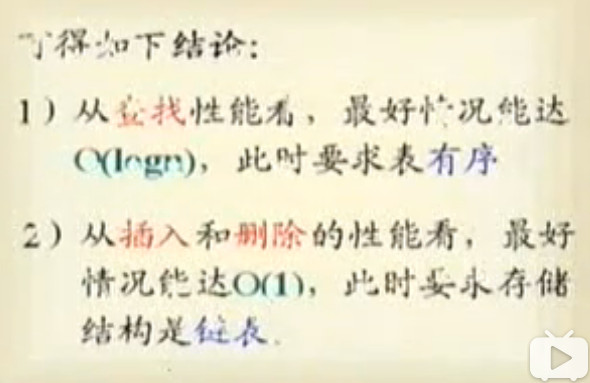 可得如下结论:
1) 从查找性能看，最好情况能达
O(logn)，此时要求表有序
2) 从插入和删除的性能看，最好
情况能达O(1)，此时要求存储
结构是链表.